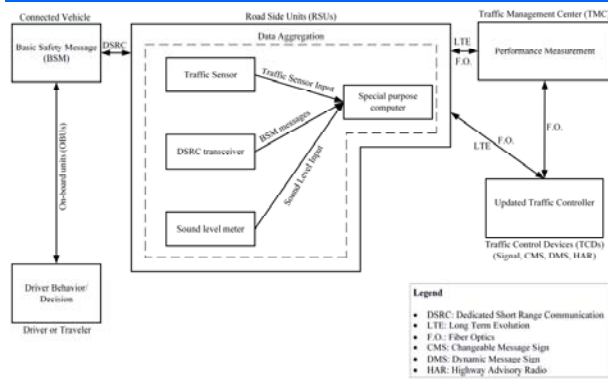 Connected Vehicle
Basic Safety Message
(BSM)
DSRC
On-board units (OBUs)
Driver Behavior/
Decision
Driver or Traveler
Road Side Units (RSUs)
Data Aggregation
Traffic Sensor
Traffic Sensor Input
Special purpose
computer
DSRC transceiver
BSM messages
Sound level meter
Sound Level Input
LTE
F.O.
Traffic Management Center (TMC)
Performance Measurement
F.O.
LTE
F.O.
Updated Traffic Controller
Traffic Control Devices (TCDs)
(Signal, CMS, DMS, HAR)
Legend
• DSRC: Dedicated Short Range Communication
• LTE: Long Term Evolution
• F.O.: Fiber Optics
• CMS: Changeable Message Sign
• DMS: Dynamic Message Sign
• HAR: Highway Advisory Radio